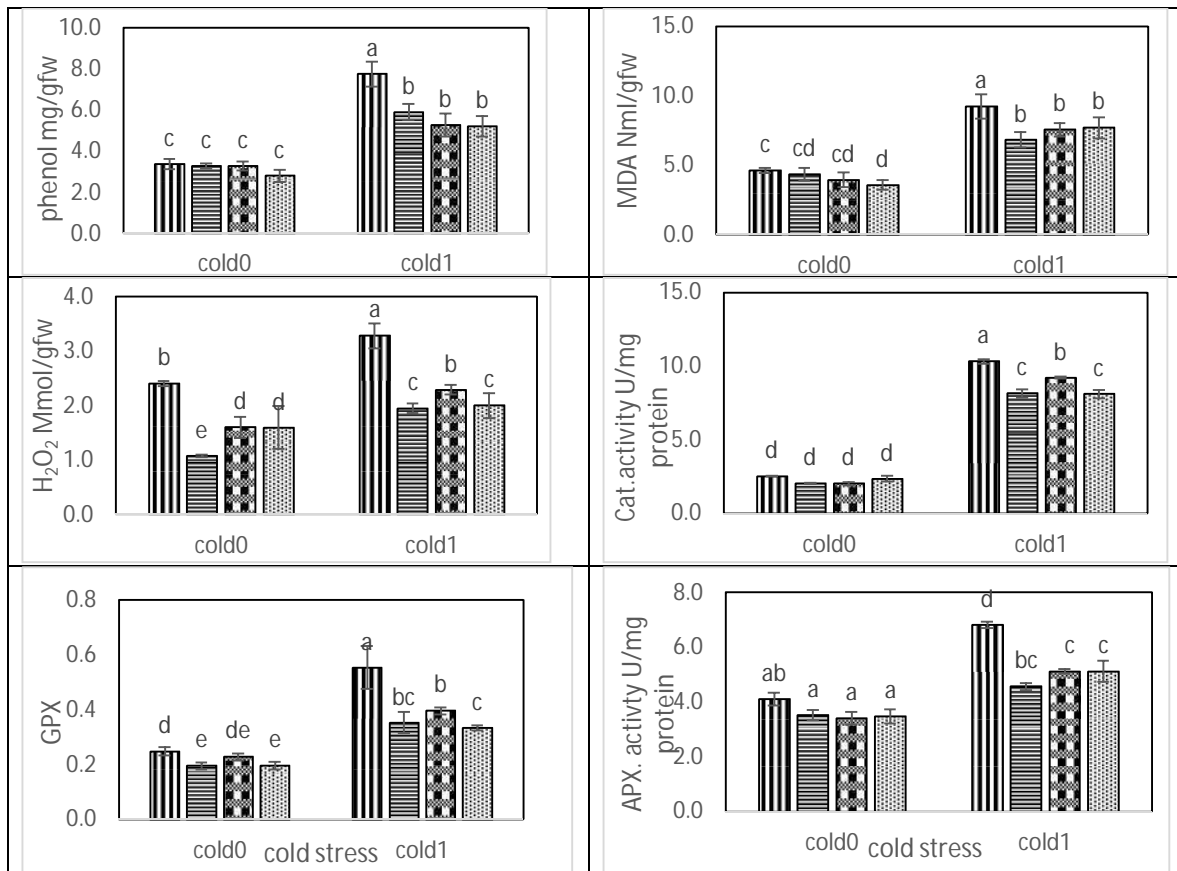 phenol mg/gfw
10.0
8.0
6.0
4.0
2.0
0.0
c
c
c
c
a
b
b
b
cold0
cold1
MDA Nml/gfw
15.0
10.0
5.0
0.0
c
cd
cd
d
a
b
b
b
cold0
cold1
H₂O₂ Mmol/gfw
4.0
3.0
2.0
1.0
0.0
b
e
d
d
a
c
b
c
cold0
cold1
Cat.activity U/mg
protein
15.0
10.0
5.0
0.0
d
d
d
d
a
c
b
c
cold0
cold1
GPX
0.8
0.6
0.4
0.2
0.0
d
e
de
e
a
bc
b
c
cold0
cold1
cold stress
APX. activty U/mg
protein
8.0
6.0
4.0
2.0
0.0
ab
a
a
a
d
bc
c
c
cold0
cold1
cold stress